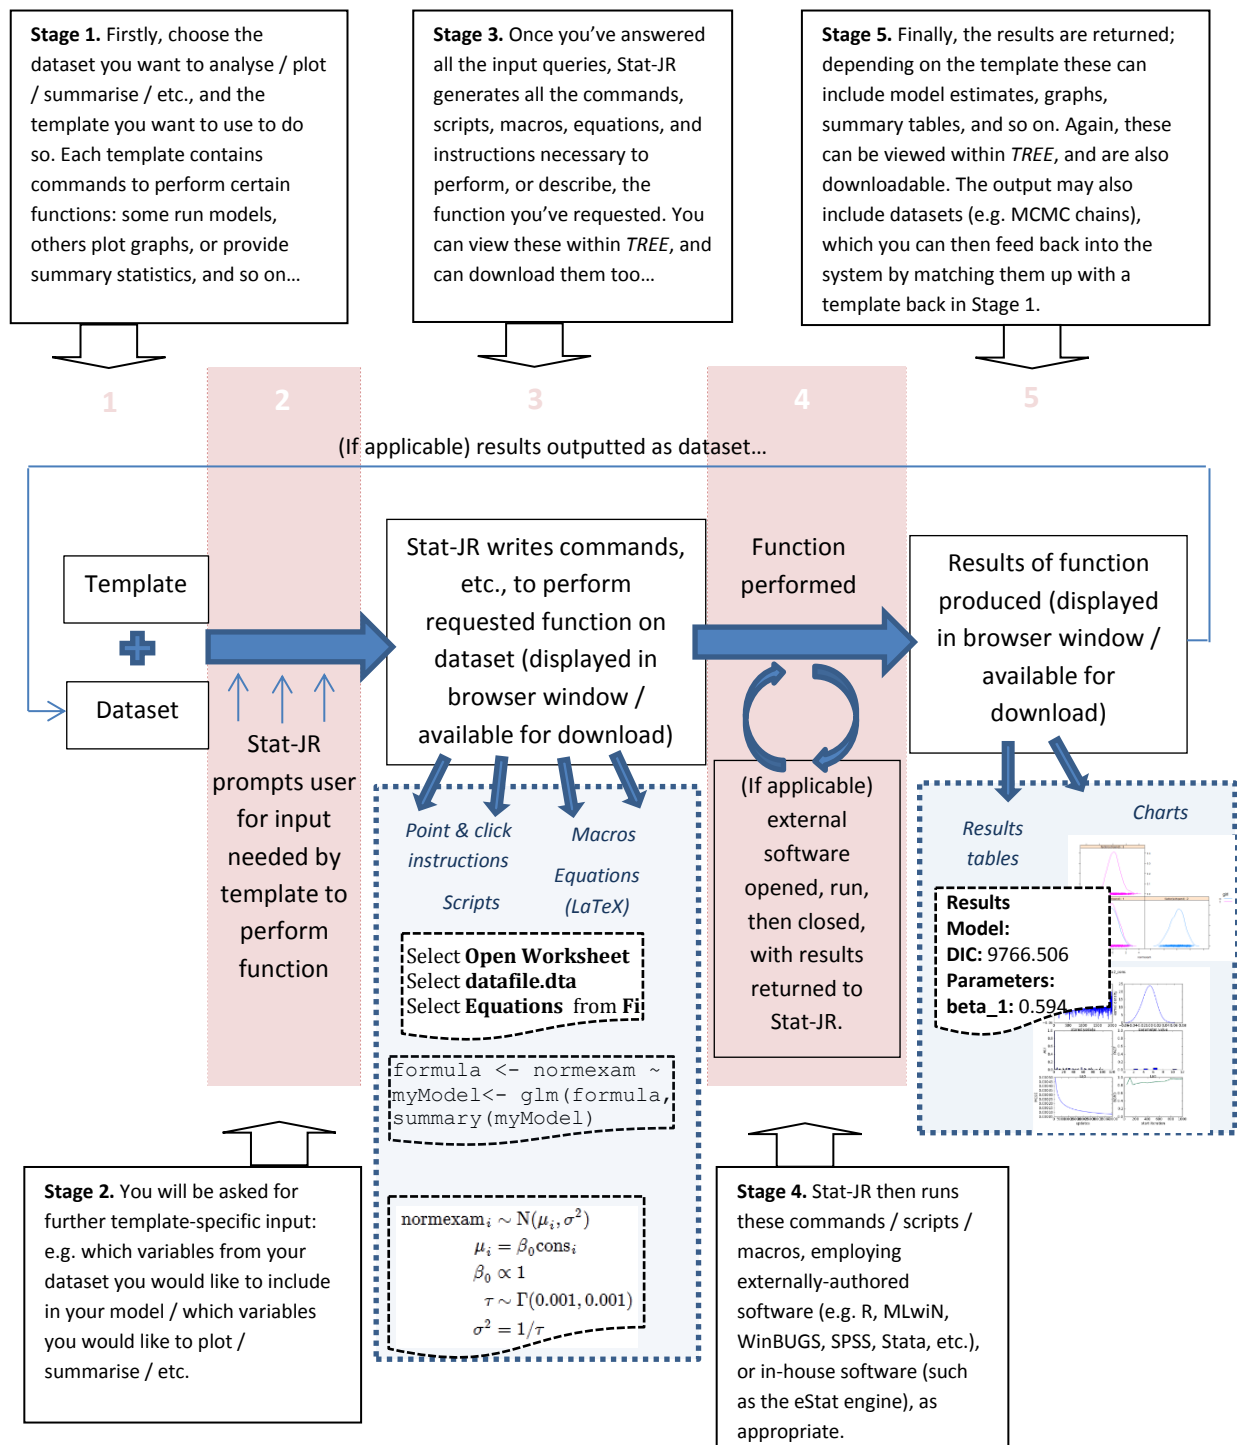 Stage 1. Firstly, choose the
dataset you want to analyse / plot
/ summarise / etc., and the
template you want to use to do
so. Each template contains
commands to perform certain
functions: some run models,
others plot graphs, or provide
summary statistics, and so on…
Stage 3. Once you’ve answered
all the input queries, Stat-JR
generates all the commands,
scripts, macros, equations, and
instructions necessary to
perform, or describe, the
function you’ve requested. You
can view these within TREE, and
can download them too…
Stage 5. Finally, the results are returned;
depending on the template these can
include model estimates, graphs,
summary tables, and so on. Again, these
can be viewed within TREE, and are also
downloadable. The output may also
include datasets (e.g. MCMC chains),
which you can then feed back into the
system by matching them up with a
template back in Stage 1.
1
2
3
4
5
(If applicable) results outputted as dataset…
Template
Dataset
Stat-JR
prompts user
for input
needed by
template to
perform
function
Stat-JR writes commands,
etc., to perform
requested function on
dataset (displayed in
browser window /
available for download)
Function
performed
(If applicable)
external
software
opened, run,
then closed,
with results
returned to
Stat-JR.
Results of function
produced (displayed
in browser window /
available for
download)
Point & click
instructions
Scripts
Macros
Equations
(LaTeX)
Select Open Worksheet
Select datafile.dta
Select Equations from Fi
formula <- normexam ~
myModel<- glm(formula,
summary(myModel)
normexamᵢ ∼ N(μᵢ, σ²)
μᵢ = β₀consᵢ
β₀ ∝ 1
τ ∼ Γ(0.001, 0.001)
σ² = 1/τ
Results
tables
Charts
Results
Model:
DIC: 9766.506
Parameters:
beta_1: 0.594
Stage 2. You will be asked for
further template-specific input:
e.g. which variables from your
dataset you would like to include
in your model / which variables
you would like to plot /
summarise / etc.
Stage 4. Stat-JR then runs
these commands / scripts /
macros, employing
externally-authored
software (e.g. R, MLwiN,
WinBUGS, SPSS, Stata, etc.),
or in-house software (such
as the eStat engine), as
appropriate.